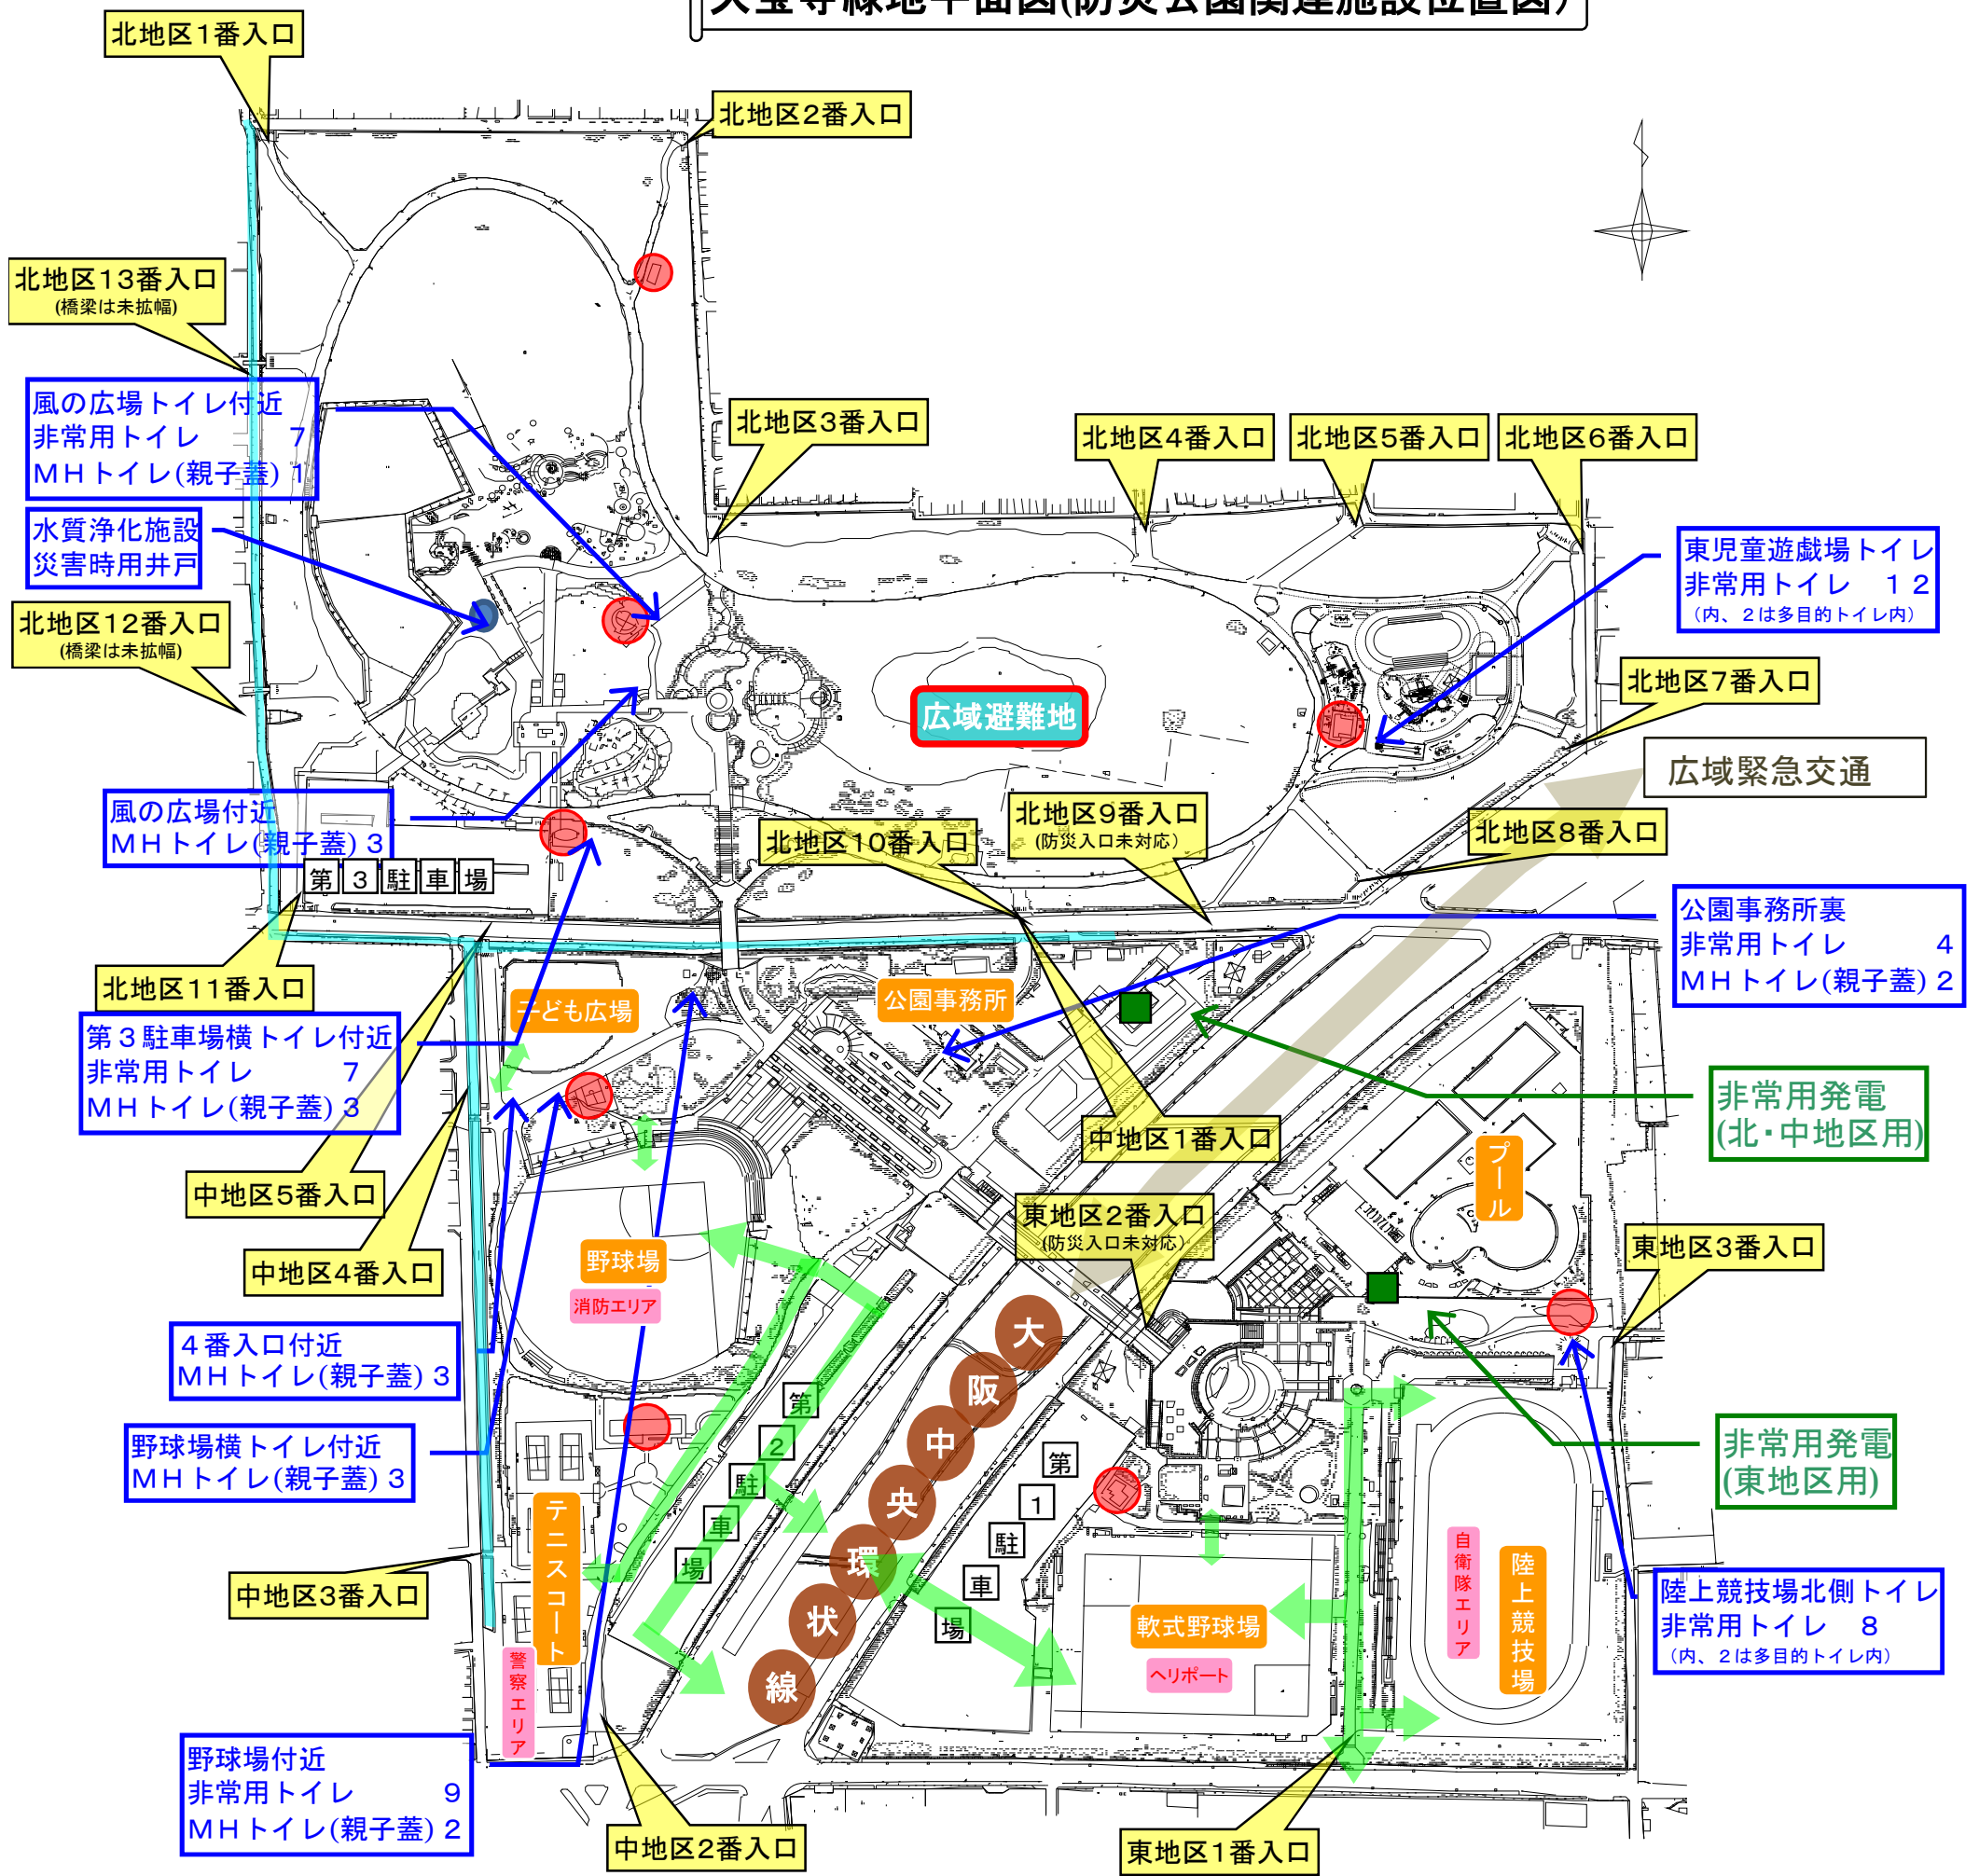 大泉緑地平面図(防災公園関連施設位置図)
北地区1番入口
北地区2番入口
北地区13番入口
(橋梁は未拡幅)
風の広場トイレ付近
非常用トイレ 7
MHトイレ(親子蓋) 1
北地区3番入口
北地区4番入口
北地区5番入口
北地区6番入口
水質浄化施設
災害時用井戸
東児童遊戯場トイレ
非常用トイレ 12
(内、2は多目的トイレ内)
北地区12番入口
(橋梁は未拡幅)
北地区7番入口
広域避難地
広域緊急交通
風の広場付近
MHトイレ(親子蓋) 3
北地区10番入口
北地区9番入口
(防災入口未対応)
北地区8番入口
第3駐車場
公園事務所裏
非常用トイレ 4
MHトイレ(親子蓋) 2
北地区11番入口
子ども広場
公園事務所
第3駐車場横トイレ付近
非常用トイレ 7
MHトイレ(親子蓋) 3
非常用発電
(北・中地区用)
中地区1番入口
プール
中地区5番入口
東地区2番入口
(防災入口未対応)
東地区3番入口
中地区4番入口
野球場
消防エリア
4番入口付近
MHトイレ(親子蓋) 3
大阪中央環状線
第2駐車場
第1駐車場
野球場横トイレ付近
MHトイレ(親子蓋) 3
非常用発電
(東地区用)
テニスコート
自衛隊エリア
陸上競技場
中地区3番入口
軟式野球場
ヘリポート
陸上競技場北側トイレ
非常用トイレ 8
(内、2は多目的トイレ内)
警察エリア
野球場付近
非常用トイレ 9
MHトイレ(親子蓋) 2
中地区2番入口
東地区1番入口